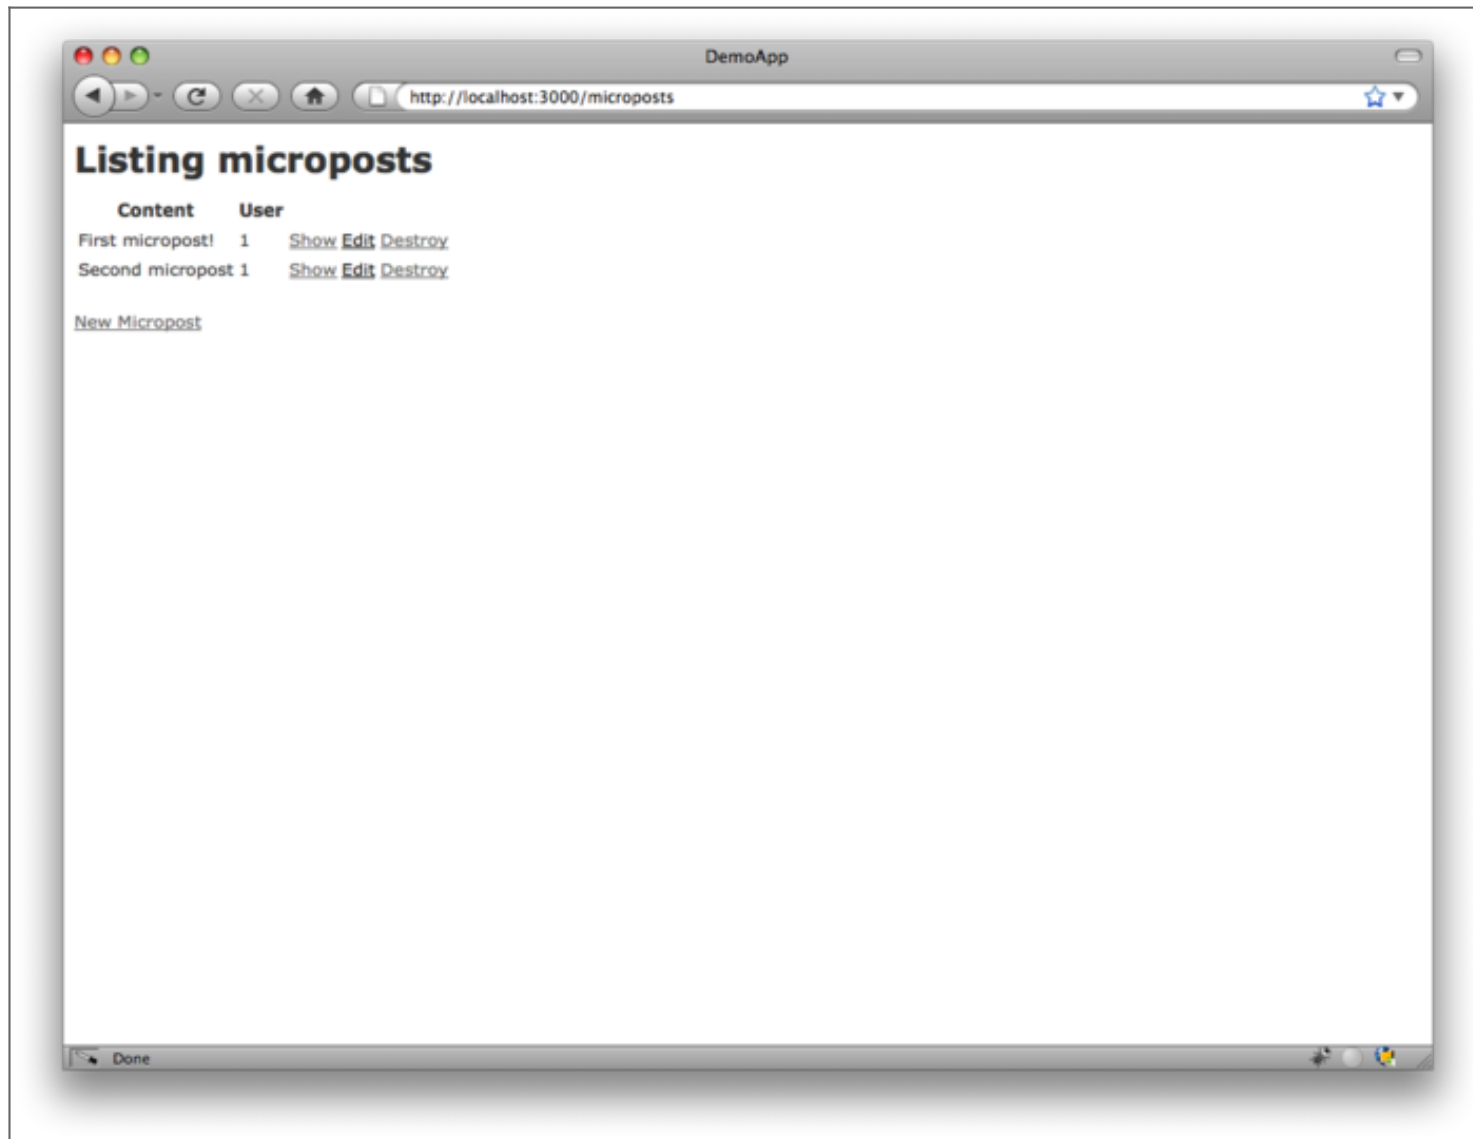 DemoApp
http://localhost:3000/microposts
Listing microposts
Content User
First micropost! 1 Show Edit Destroy
Second micropost 1 Show Edit Destroy
New Micropost
Done